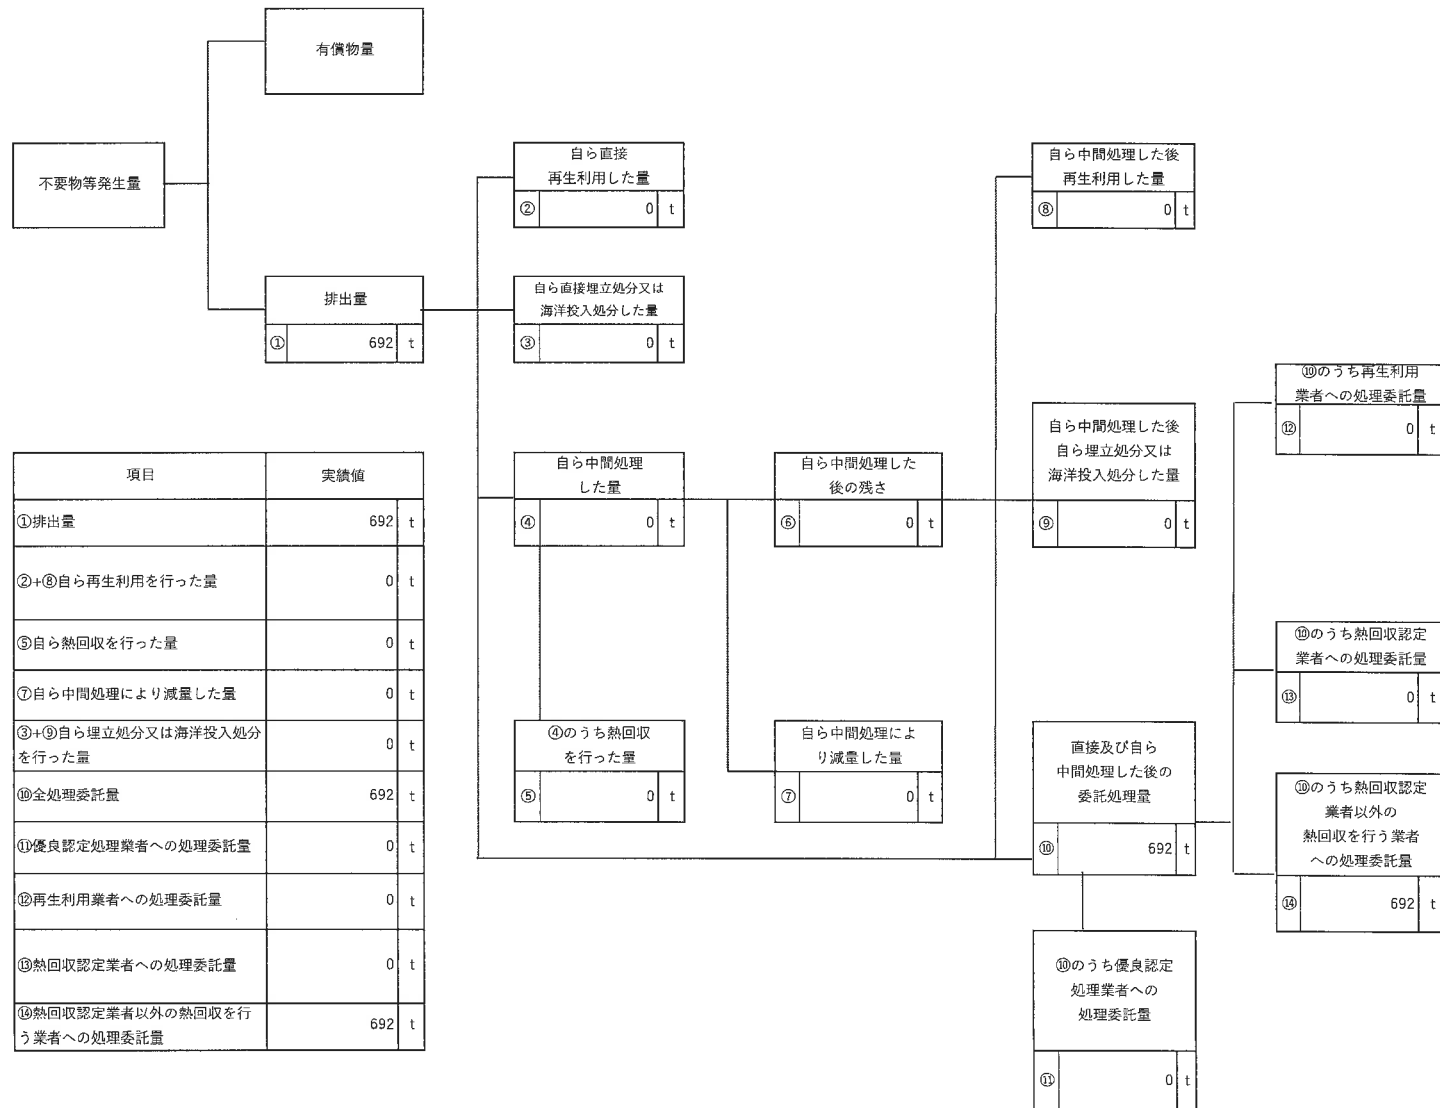 有償物量
不要物等発生量
自ら直接
再生利用した量
② 0 t
自ら中間処理した後
再生利用した量
⑧ 0 t
排出量
① 692 t
自ら直接埋立処分又は
海洋投入処分した量
③ 0 t
⑩のうち再生利用
業者への処理委託量
⑫ 0 t
自ら中間処理
した量
④ 0 t
自ら中間処理した
後の残さ
⑥ 0 t
自ら中間処理した後
自ら埋立処分又は
海洋投入処分した量
⑨ 0 t
⑩のうち熱回収認定
業者への処理委託量
⑬ 0 t
④のうち熱回収
を行った量
⑤ 0 t
自ら中間処理によ
り減量した量
⑦ 0 t
直接及び自ら
中間処理した後の
委託処理量
⑩ 692 t
⑩のうち熱回収認定
業者以外の
熱回収を行う業者
への処理委託量
⑭ 692 t
⑩のうち優良認定
処理業者への
処理委託量
⑪ 0 t
項目 実績値
①排出量 692 t
②+⑧自ら再生利用を行った量 0 t
⑤自ら熱回収を行った量 0 t
⑦自ら中間処理により減量した量 0 t
③+⑨自ら埋立処分又は海洋投入処分
を行った量 0 t
⑩全処理委託量 692 t
⑪優良認定処理業者への処理委託量 0 t
⑫再生利用業者への処理委託量 0 t
⑬熱回収認定業者への処理委託量 0 t
⑭熱回収認定業者以外の熱回収を行
う業者への処理委託量 692 t